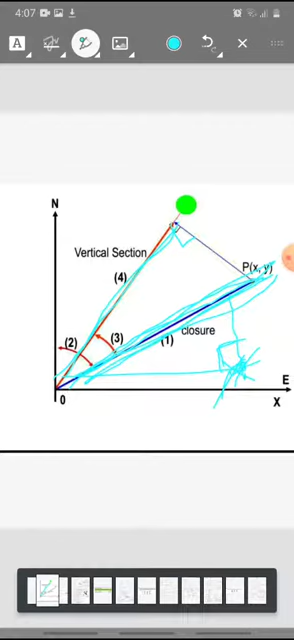 4:07
A
N
Vertical Section
(4)
P(x, y)
(2)
(3)
closure
(1)
E
0
X